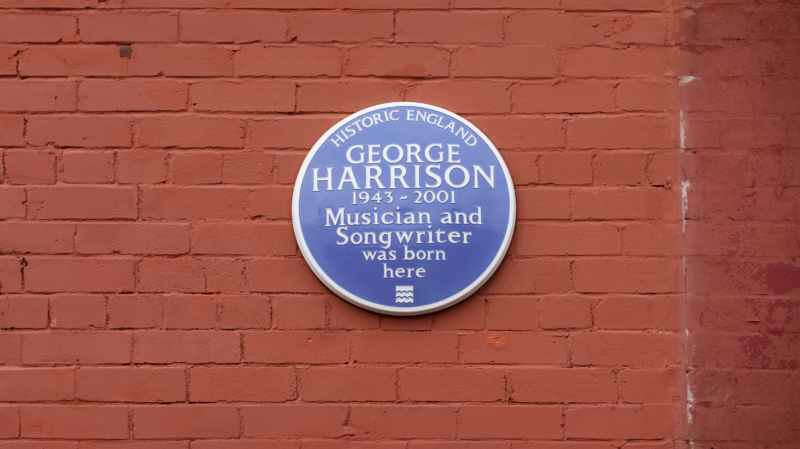 HISTORIC ENGLAND
GEORGE
HARRISON
1943 - 2001
Musician and
Songwriter
was born
here